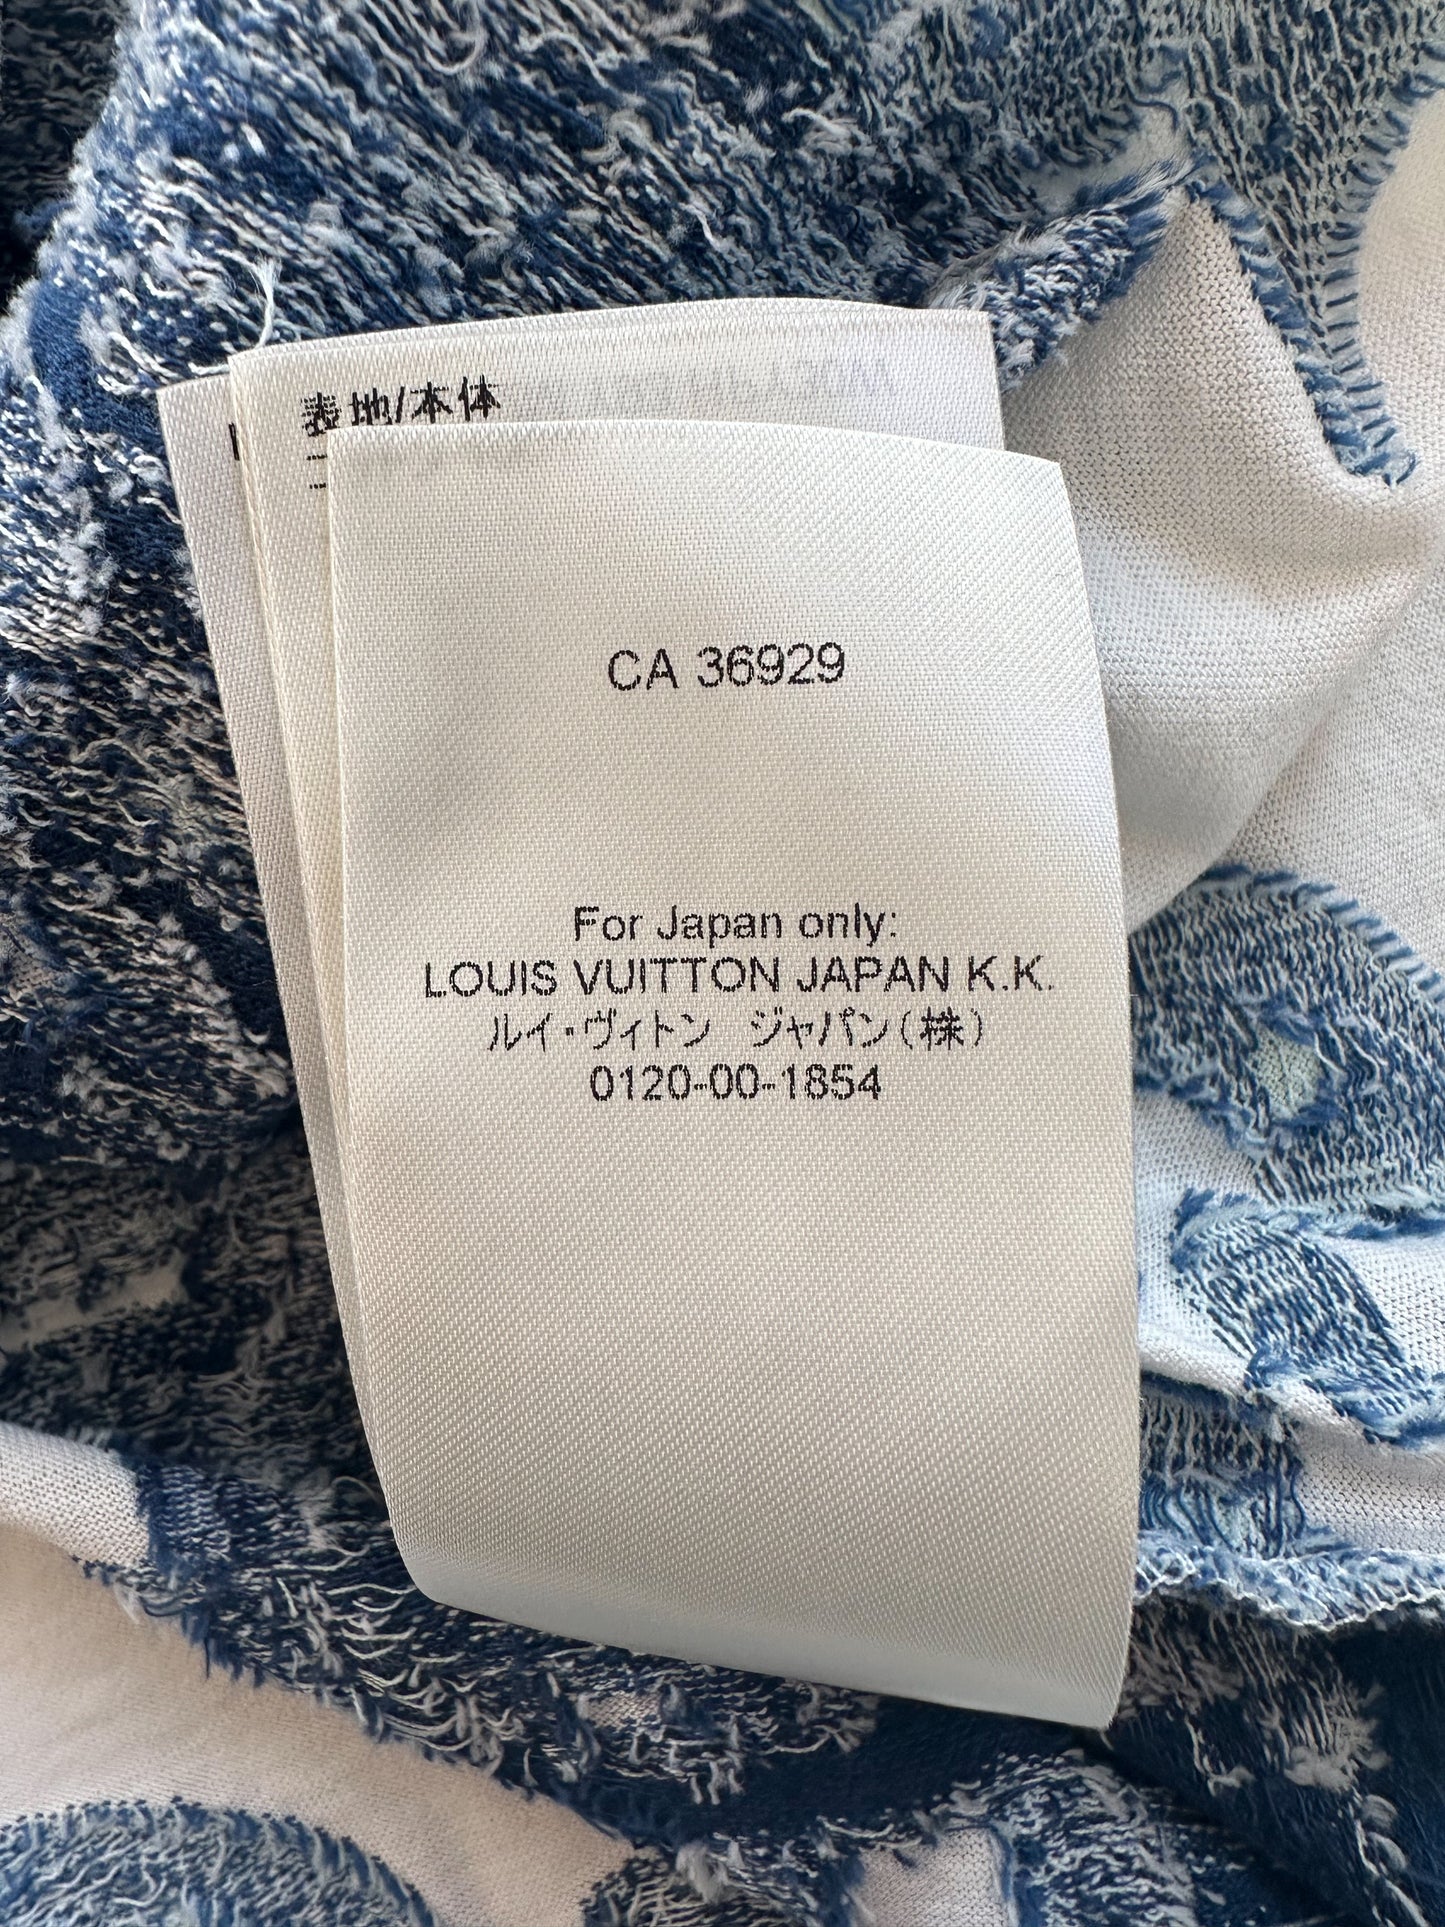 表地/本体
CA 36929
For Japan only:
LOUIS VUITTON JAPAN K.K.
ルイ・ヴィトン　ジャパン（株）
0120-00-1854